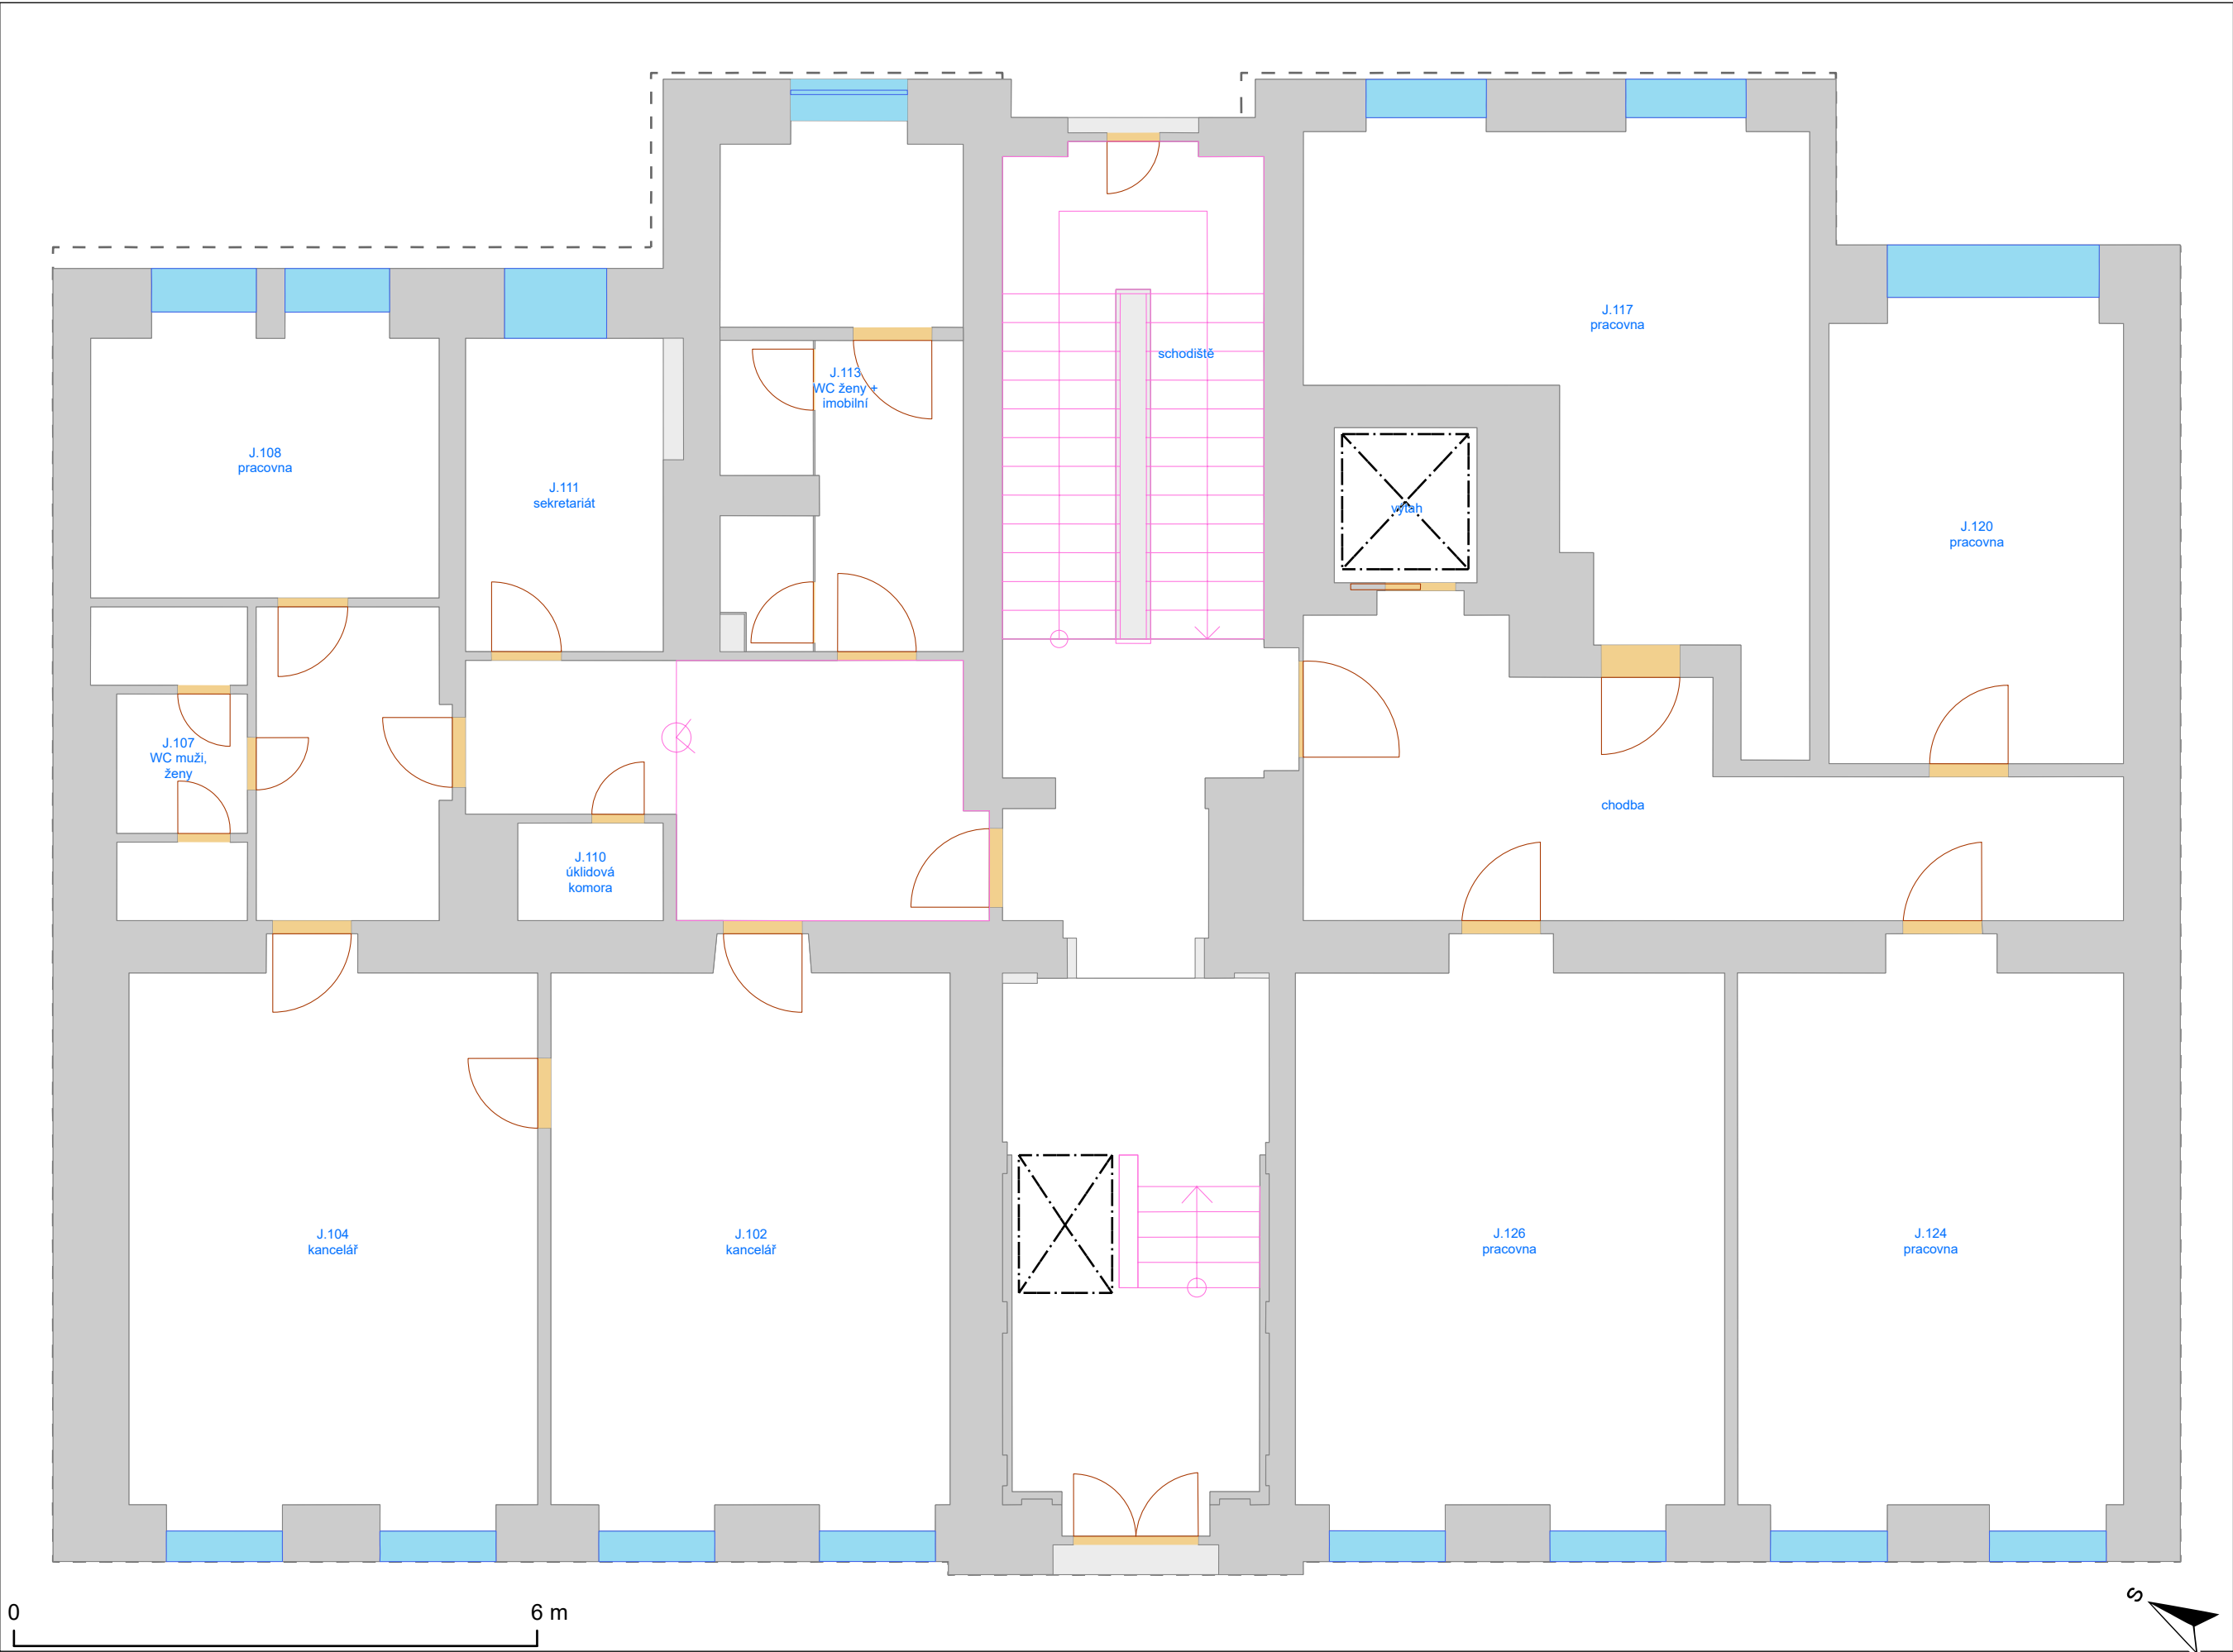 J.117
pracovna
schodiště
J.113
WC ženy +
imobilní
J.108
pracovna
J.111
sekretariát
výtah
J.120
pracovna
J.107
WC muži,
ženy
chodba
J.110
úklidová
komora
J.104
kancelář
J.102
kancelář
J.126
pracovna
J.124
pracovna
S
0
6 m